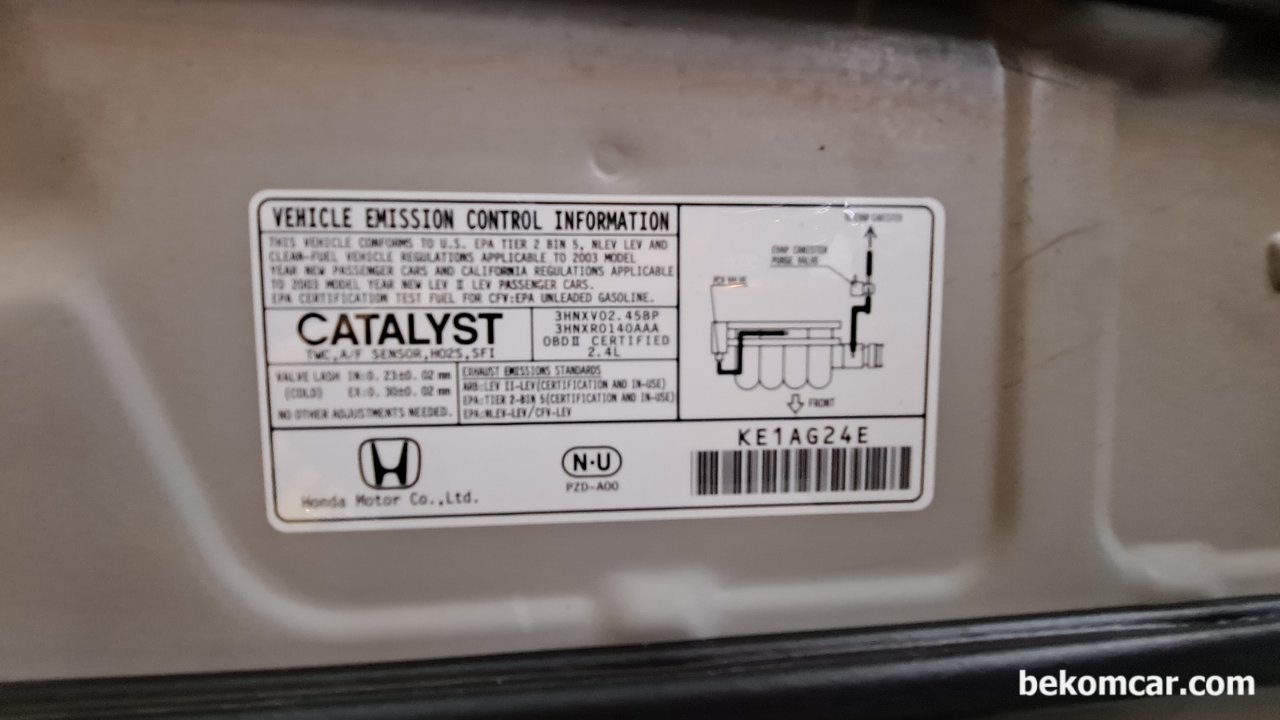 VEHICLE EMISSION CONTROL INFORMATION
THIS VEHICLE CONFORMS TO U.S. EPA TIER 2 BIN 5, NLEV LEV AND
CLEAN-FUEL VEHICLE REGULATIONS APPLICABLE TO 2003 MODEL
YEAR NEW PASSENGER CARS AND CALIFORNIA REGULATIONS APPLICABLE
TO 2003 MODEL YEAR NEW LEV II LEV PASSENGER CARS.
EPA CERTIFICATION TEST FUEL FOR CFV:EPA UNLEADED GASOLINE.
CATALYST
TWC,A/F SENSOR,HO2S,SFI
3HNXV02.45BP
3HNXR0140AAA
OBDⅡ CERTIFIED
2.4L
VALVE LASH IN:0.23±0.02 mm
(COLD) EX:0.30±0.02 mm
NO OTHER ADJUSTMENTS NEEDED.
EXHAUST EMISSIONS STANDARDS
ARB:LEV II-LEV(CERTIFICATION AND IN-USE)
EPA:TIER 2-BIN 5(CERTIFICATION AND IN-USE)
EPA:NLEV-LEV/CFV-LEV
TO EVAP CANISTER
EVAP CANISTER
PURGE VALVE
PCV VALVE
FRONT
Honda Motor Co.,Ltd.
N·U
PZD-A00
KE1AG24E
bekomcar.com